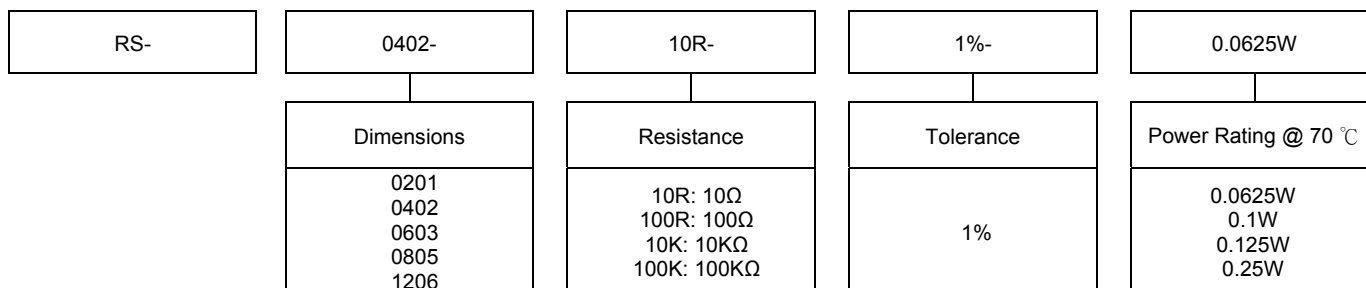 RS-
0402-
10R-
1%-
0.0625W
Dimensions
Resistance
Tolerance
Power Rating @ 70 ℃
0201
0402
0603
0805
1206
10R: 10Ω
100R: 100Ω
10K: 10KΩ
100K: 100KΩ
1%
0.0625W
0.1W
0.125W
0.25W